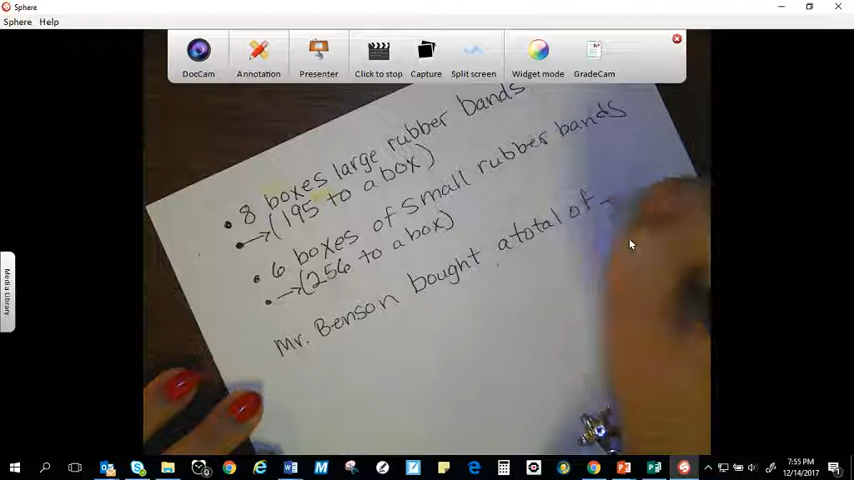 Sphere
Sphere Help
DocCam
Annotation
Presenter
Click to stop
Capture
Split screen
Widget mode
GradeCam
• 8 boxes large rubber bands
• → (195 to a box)
• 6 boxes of small rubber bands
• → (256 to a box)
Mr. Benson bought a total of
Media Library
7:55 PM
12/14/2017